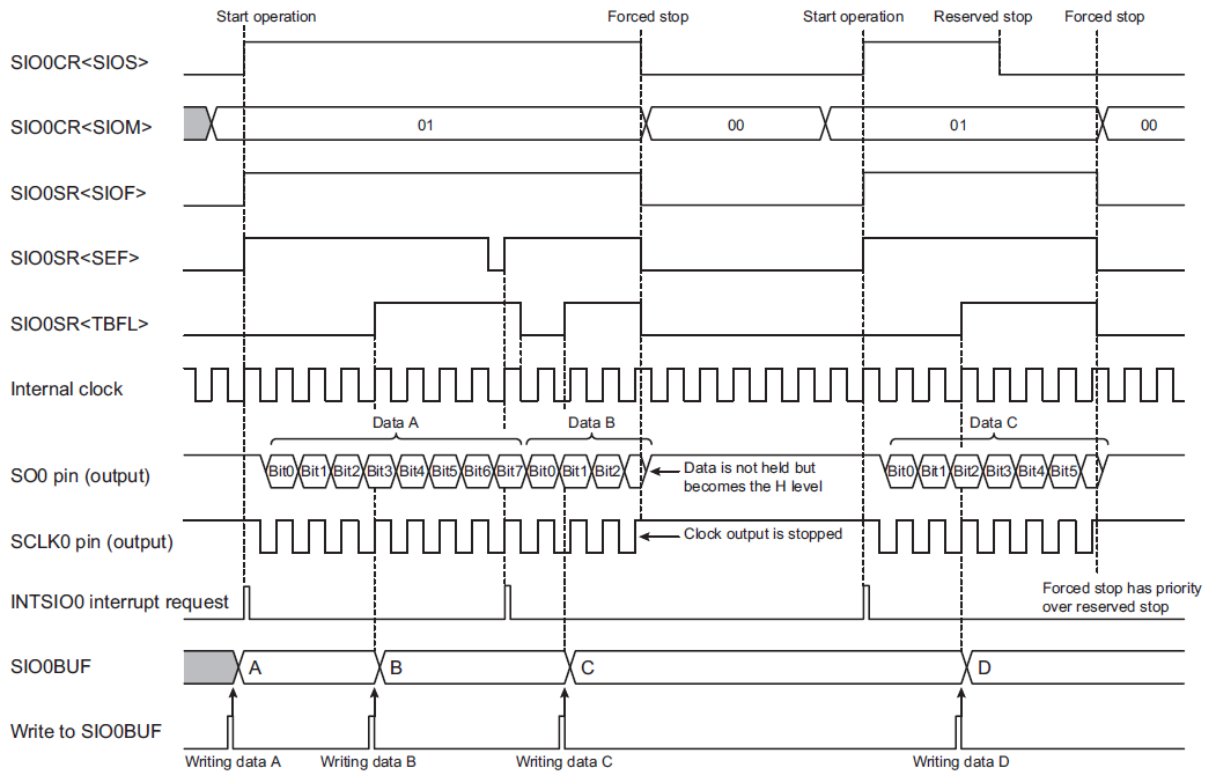 Start operation Forced stop Start operation Reserved stop Forced stop
SIO0CR<SIOS>
SIO0CR<SIOM> 01 00 01 00
SIO0SR<SIOF>
SIO0SR<SEF>
SIO0SR<TBFL>
Internal clock
Data A Data B Data C
SO0 pin (output) Bit0 Bit1 Bit2 Bit3 Bit4 Bit5 Bit6 Bit7 Bit0 Bit1 Bit2 Data is not held but Bit0 Bit1 Bit2 Bit3 Bit4 Bit5
becomes the H level
SCLK0 pin (output) Clock output is stopped
INTSIO0 interrupt request Forced stop has priority
over reserved stop
SIO0BUF A B C D
Write to SIO0BUF
Writing data A Writing data B Writing data C Writing data D